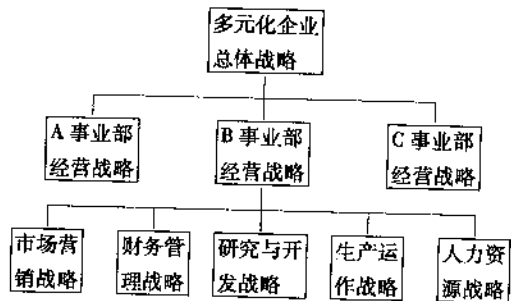 多元化企业
总体战略
A事业部
经营战略
B事业部
经营战略
C事业部
经营战略
市场营
销战略
财务管
理战略
研究与开
发战略
生产运
作战略
人力资
源战略